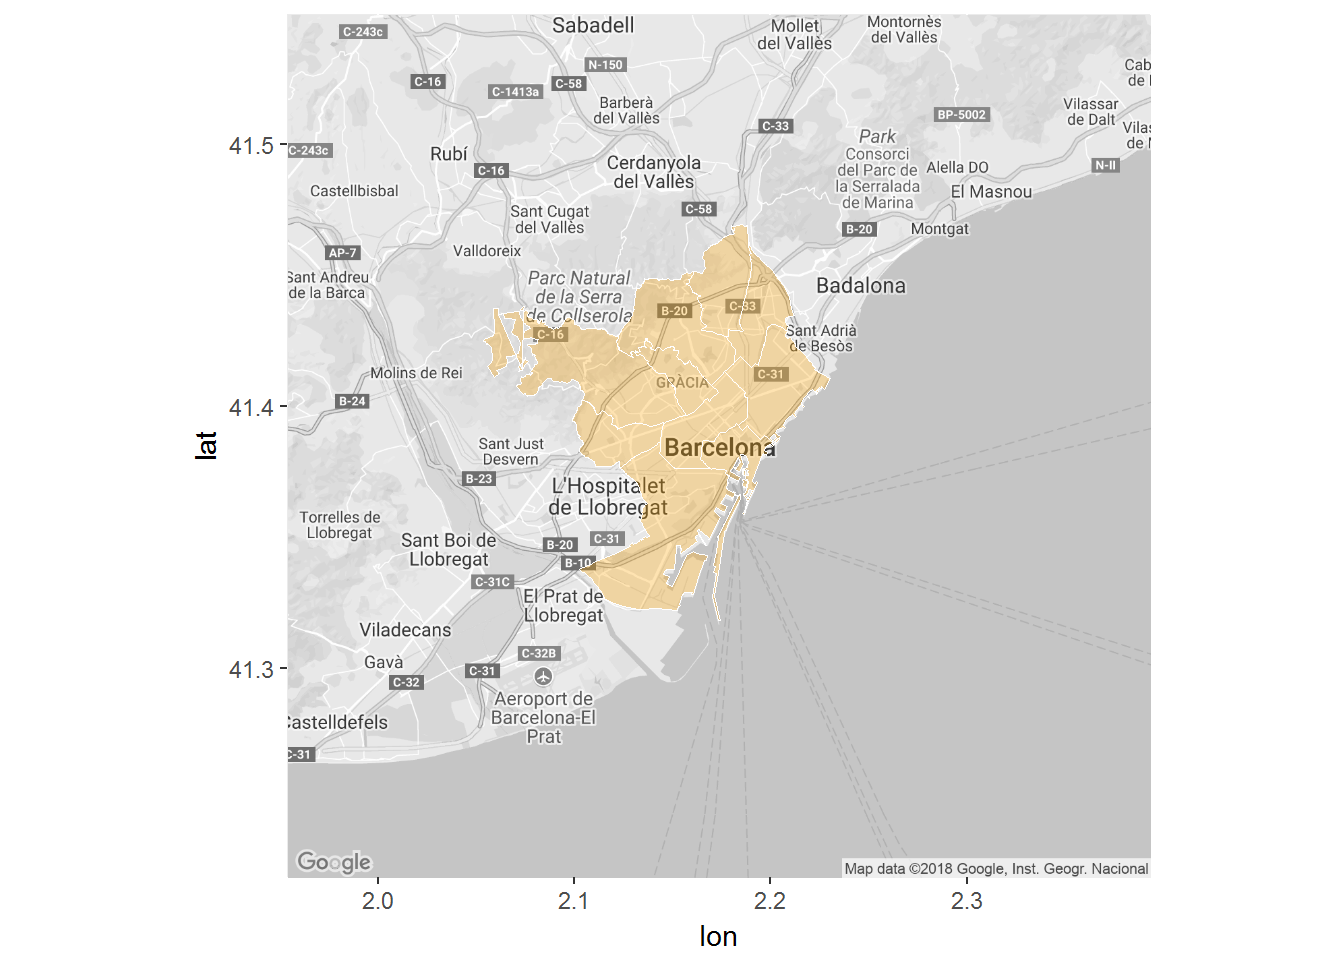 Sabadell
Mollet
del Vallès
Montornès
del Vallès
C-243c
N-150
C-58
C-16
C-1413a
Cab
de
Barberà
del Vallès
Vilassar
de Dalt
BP-5002
C-33
Vilas
de
41.5
C-243c
Rubí
Park
Consorci
del Parc de
la Serralada
de Marina
Cerdanyola
del Vallès
C-16
Alella DO
N-II
El Masnou
Castellbisbal
C-58
Sant Cugat
del Vallès
B-20
Montgat
Valldoreix
AP-7
Sant Andreu
de la Barca
Parc Natural
de la Serra
de Collserola
Badalona
B-20
C-33
C-16
Sant Adrià
de Besòs
Molins de Rei
C-31
GRÀCIA
B-24
41.4
lat
Sant Just
Desvern
Barcelona
B-23
L'Hospitalet
de Llobregat
Torrelles de
Llobregat
Sant Boi de
Llobregat
B-20
C-31
B-10
C-31C
El Prat de
Llobregat
Viladecans
C-32B
Gavà
C-31
C-32
41.3
Aeroport de
Barcelona-El
Prat
Castelldefels
C-31
Google
Map data ©2018 Google, Inst. Geogr. Nacional
2.0
2.1
2.2
2.3
lon